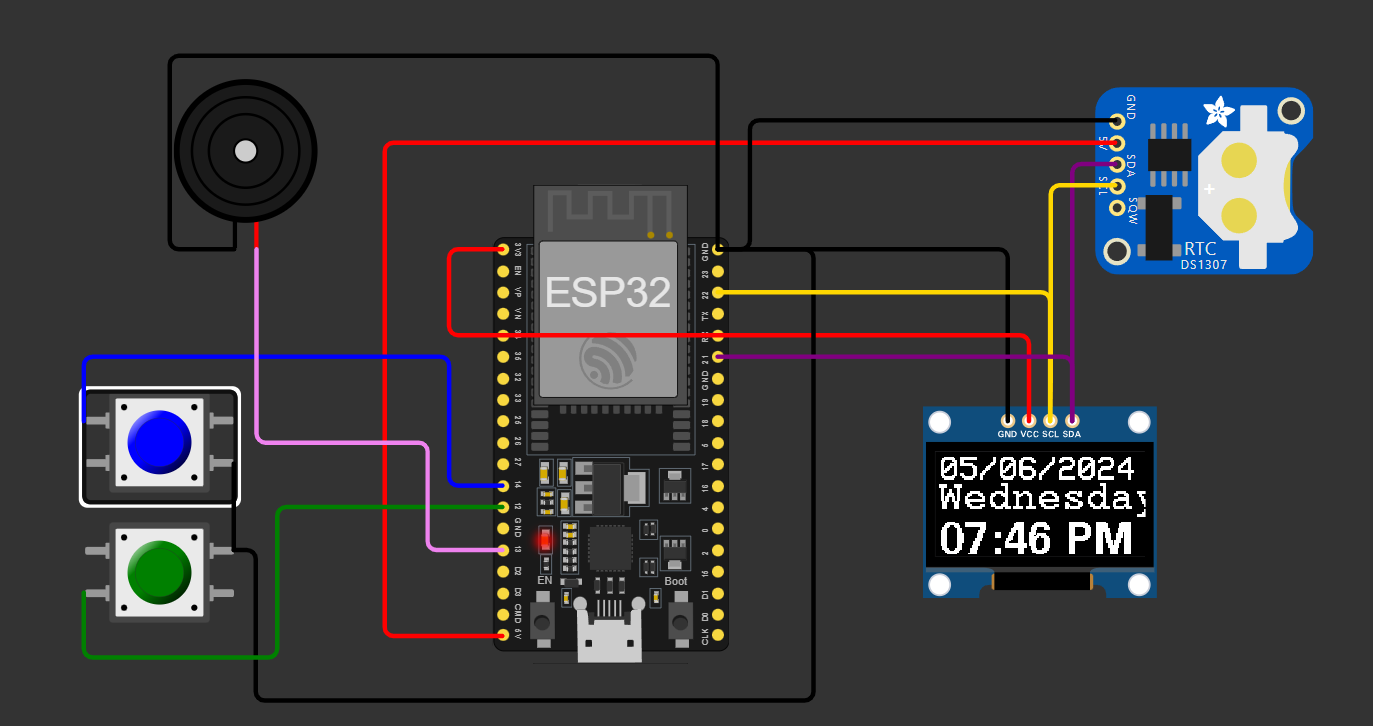 GND
5V
SDA
SCL
SQW
RTC
DS1307
ESP32
3V3
EN
VP
VN
34
35
32
33
25
26
27
14
12
GND
13
D2
D3
CMD
5V
GND
23
22
TX
RX
21
GND
19
18
5
17
16
4
0
2
15
D1
D0
CLK
EN
Boot
GND VCC SCL SDA
05/06/2024
Wednesday
07:46 PM